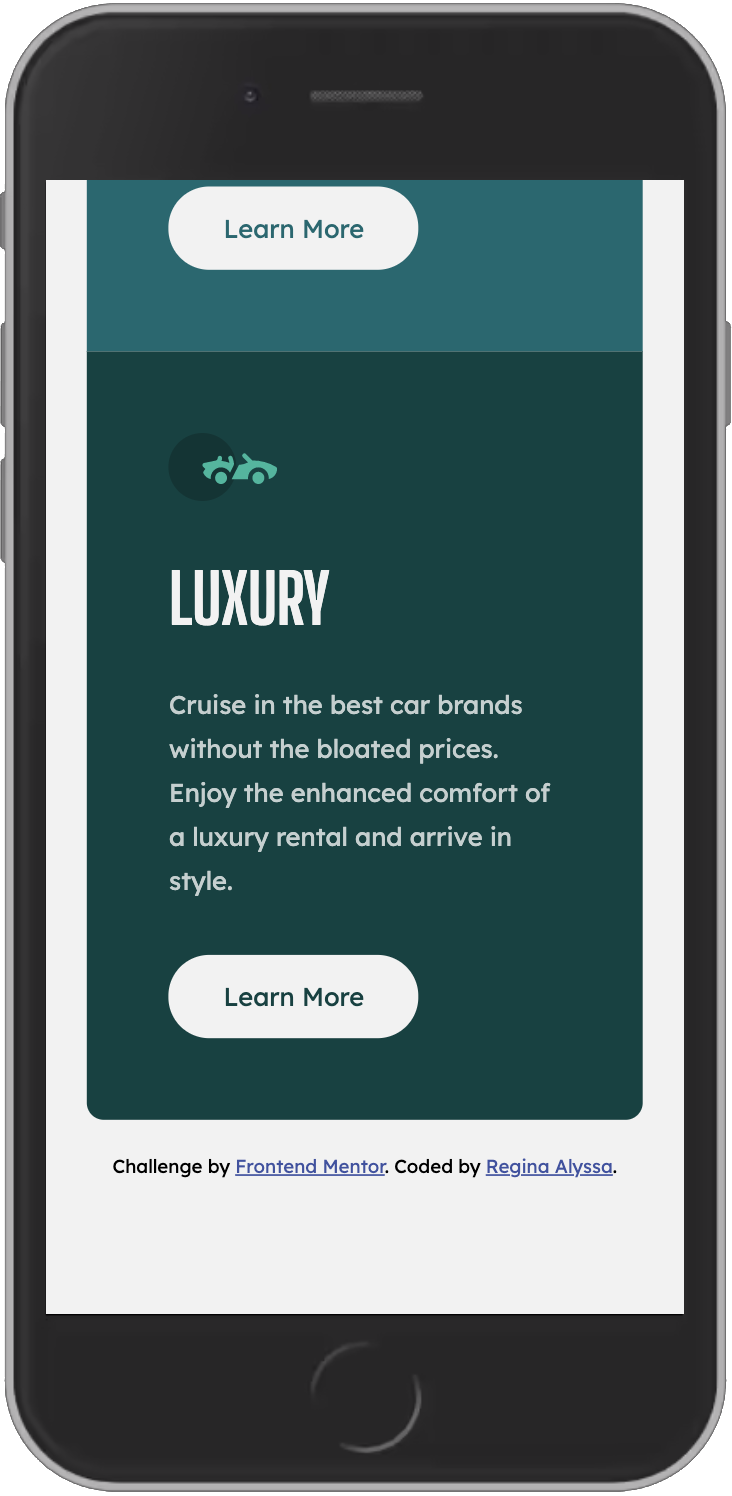 Learn More
LUXURY
Cruise in the best car brands
without the bloated prices.
Enjoy the enhanced comfort of
a luxury rental and arrive in
style.
Learn More
Challenge by Frontend Mentor. Coded by Regina Alyssa.